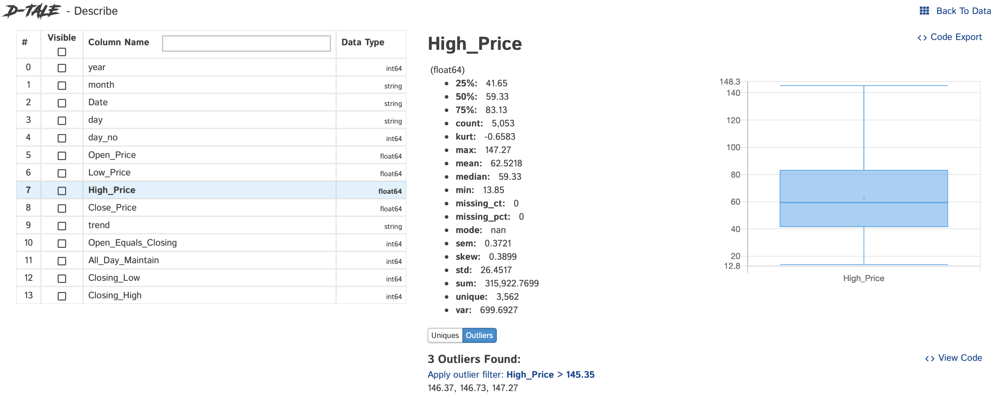 D-TALE - Describe
Back To Data
# Visible Column Name Data Type
0 year int64
1 month string
2 Date string
3 day string
4 day_no int64
5 Open_Price float64
6 Low_Price float64
7 High_Price float64
8 Close_Price float64
9 trend string
10 Open_Equals_Closing int64
11 All_Day_Maintain int64
12 Closing_Low int64
13 Closing_High int64
High_Price
<> Code Export
(float64)
• 25%: 41.65
• 50%: 59.33
• 75%: 83.13
• count: 5,053
• kurt: -0.6583
• max: 147.27
• mean: 62.5218
• median: 59.33
• min: 13.85
• missing_ct: 0
• missing_pct: 0
• mode: nan
• sem: 0.3721
• skew: 0.3899
• std: 26.4517
• sum: 315,922.7699
• unique: 3,562
• var: 699.6927
148.3
140
120
100
80
60
40
20
12.8
High_Price
Uniques Outliers
3 Outliers Found:
<> View Code
Apply outlier filter: High_Price > 145.35
146.37, 146.73, 147.27